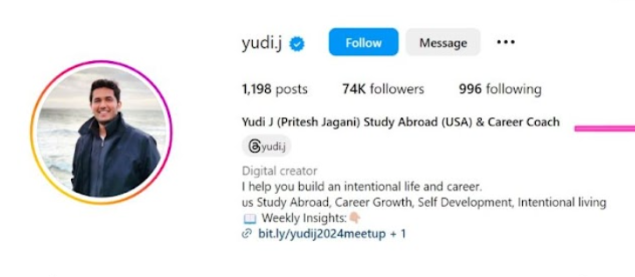 yudi.j Follow Message
1,198 posts 74K followers 996 following
Yudi J (Pritesh Jagani) Study Abroad (USA) & Career Coach
yudi.j
Digital creator
I help you build an intentional life and career.
us Study Abroad, Career Growth, Self Development, Intentional living
📖 Weekly Insights:👇🏼
bit.ly/yudij2024meetup + 1